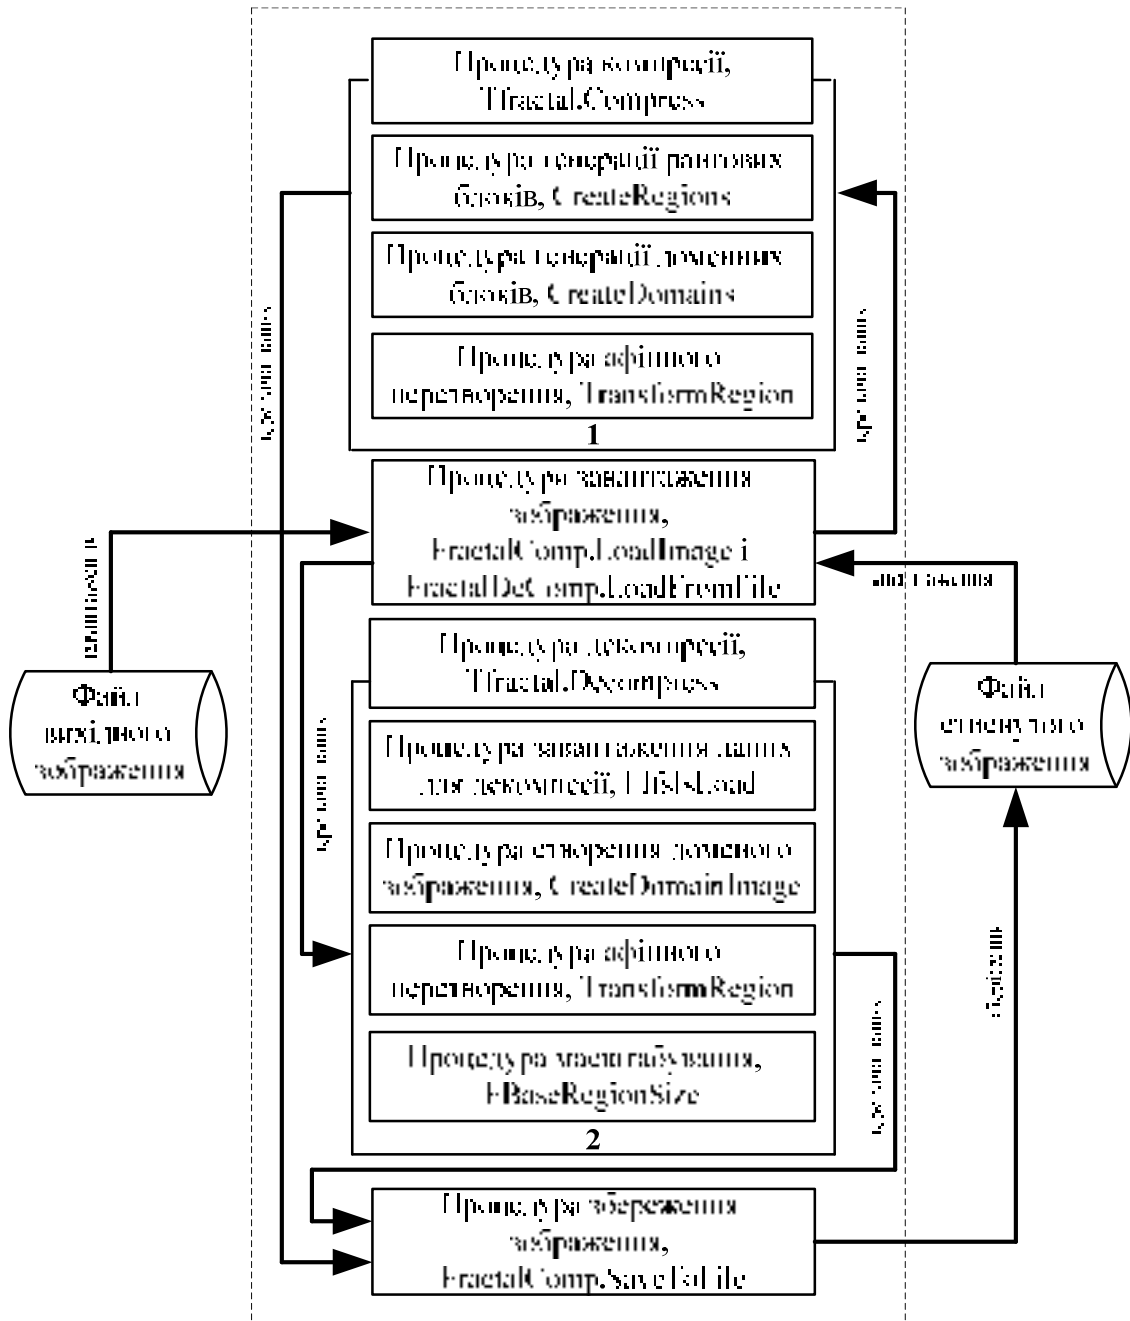 Процедура компресії,
Tfractal.Compress
Процедура генерації рангових
блоків, CreateRegions
Процедура генерації доменних
блоків, CreateDomains
Процедура афінного
перетворення, TransformRegion
1
Процедура завантаження
зображення,
FractalComp.LoadImage і
FractalDeComp.LoadFromFile
завантаження
Файл
вихідного
зображення
Файл
стиснутого
зображення
Процедура декомпресії,
Tfractal.Decompress
Процедура завантаження даних
для декомпсесії,
Процедура створення доменого
зображення, CreateDomainImage
Процедура афінного
перетворення, TransformRegion
Процедура масштабування,
FBaseRegionSize
2
Процедура збереження
зображення,
FractalComp.SaveToFile